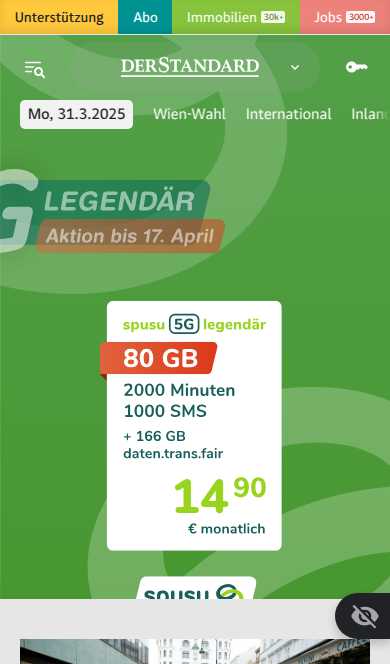 Unterstützung Abo Immobilien 30k+ Jobs 3000+
DERSTANDARD
Mo, 31.3.2025 Wien-Wahl International
G LEGENDÄR
Aktion bis 17. April
spusu 5G legendär
80 GB
2000 Minuten
1000 SMS
+ 166 GB
daten.trans.fair
14 90
€ monatlich
spusu